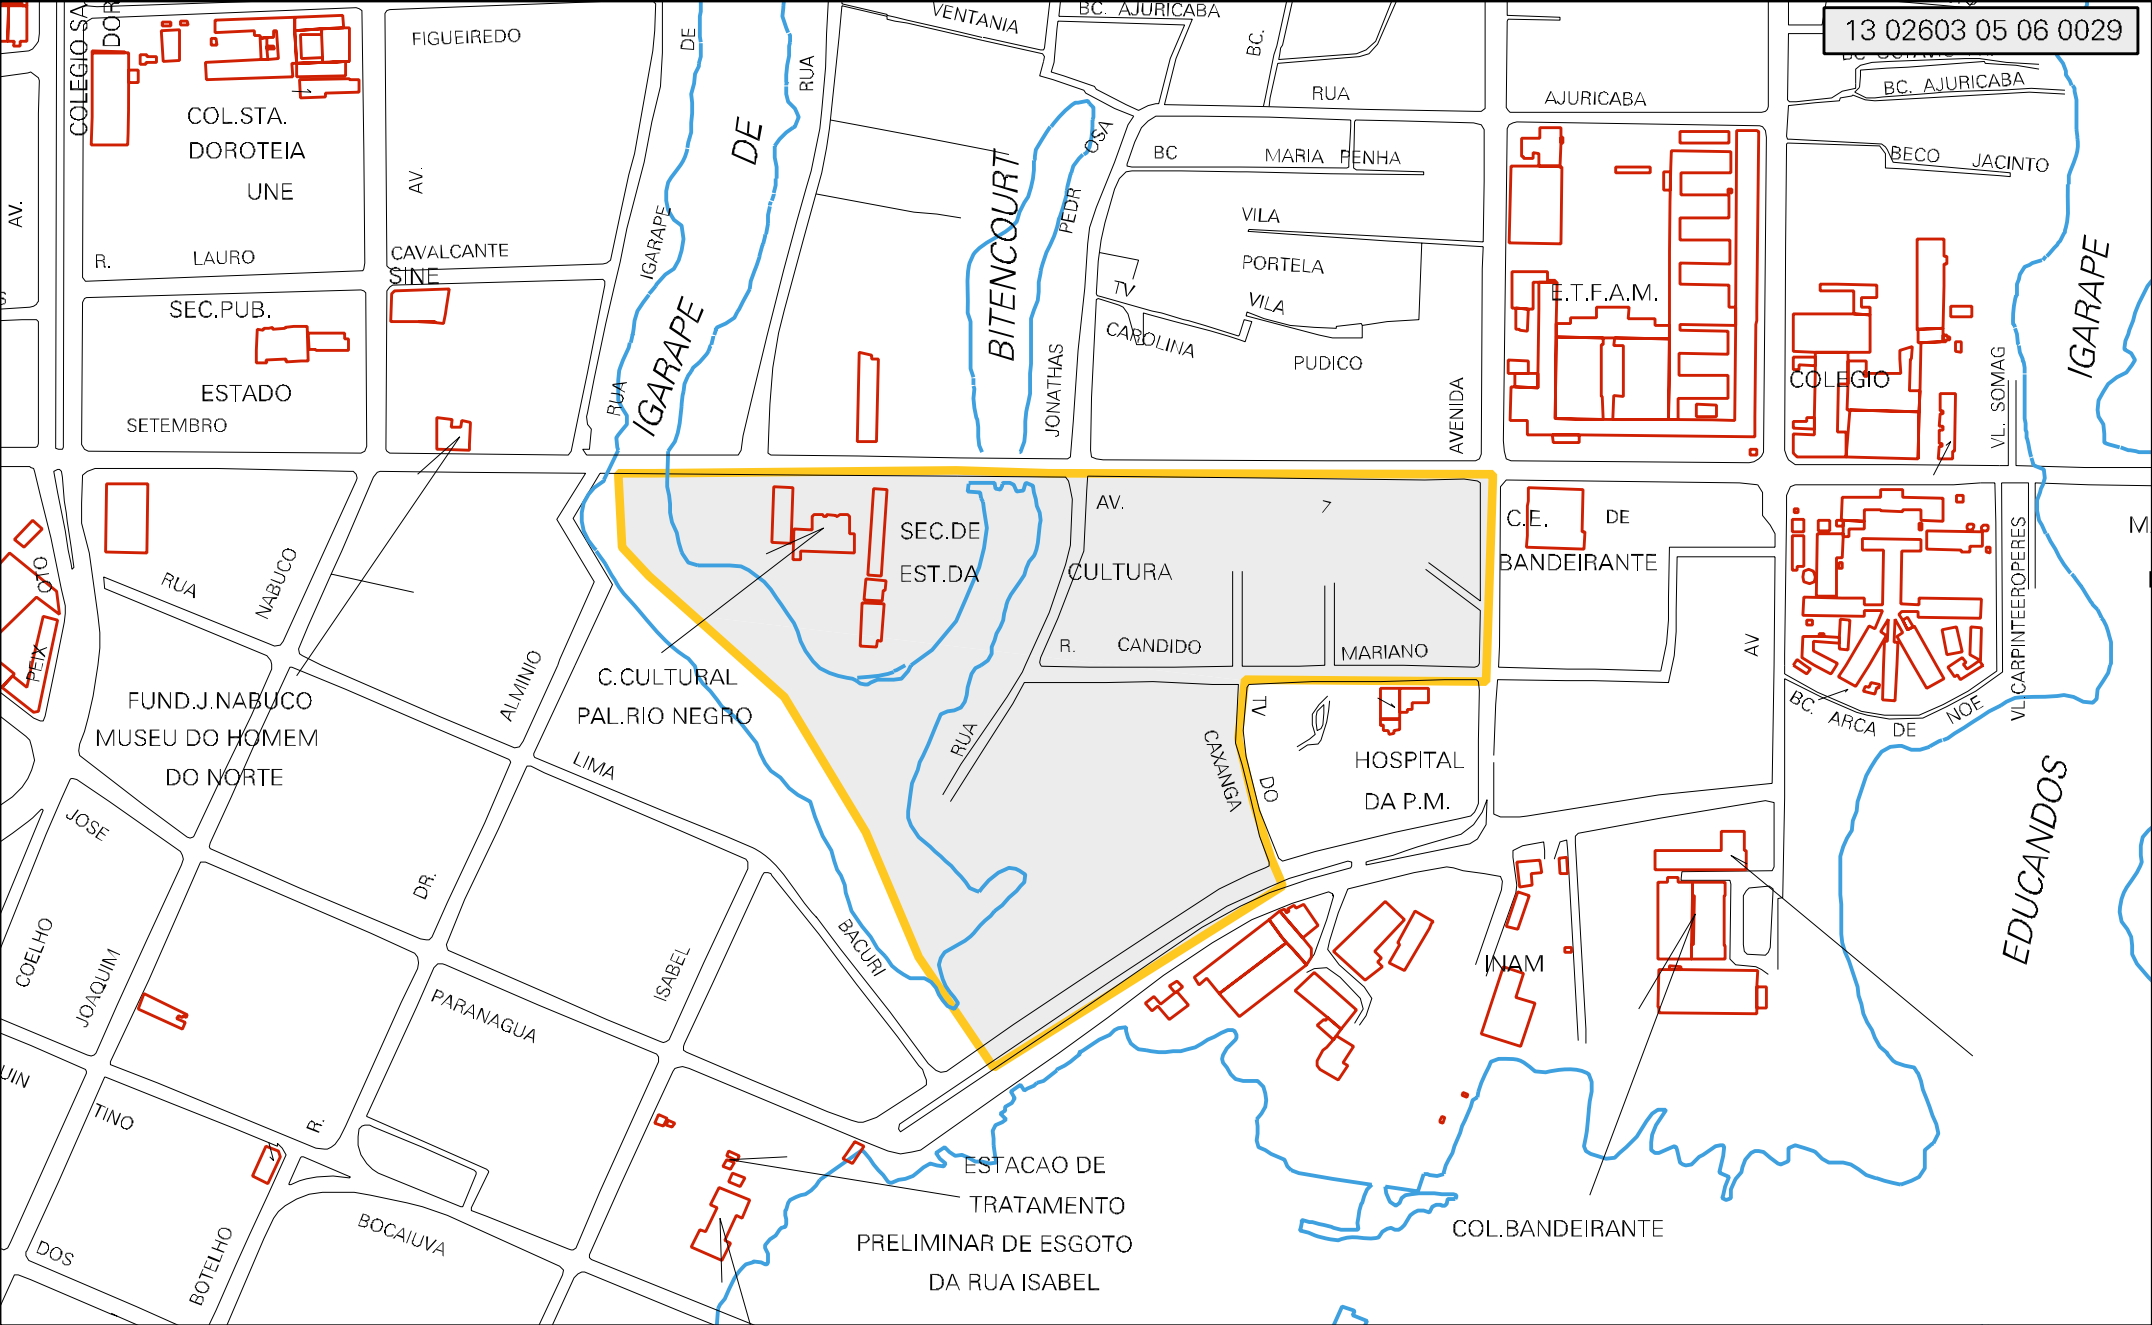 13 02603 05 06 0029
COLEGIO SA
DOR
FIGUEIREDO
DE
RUA
VENTANIA
BC. AJURICABA
BC.
RUA
AJURICABA
BC. AJURICABA
COL.STA.
DOROTEIA
UNE
AV.
AV.
IGARAPE
DE
BITENCOURT
OSA
PEDR
BC
MARIA PENHA
BECO JACINTO
VILA
PORTELA
TV
VILA
CAROLINA
PUDICO
R.
LAURO
CAVALCANTE
SINE
SEC.PUB.
ESTADO
SETEMBRO
RUA
IGARAPE
JONATHAS
AVENIDA
E.T.F.A.M.
COLEGIO
VL. SOMAG
IGARAPE
SEC.DE
EST.DA
CULTURA
AV.
7
C.E.
DE
BANDEIRANTE
M
PEIX
OTO
RUA
NABUCO
ALMINIO
R.
CANDIDO
MARIANO
AV
VL.CARPINTEEROPERES
BC. ARCA DE NOE
FUND.J.NABUCO
MUSEU DO HOMEM
DO NORTE
C.CULTURAL
PAL.RIO NEGRO
LIMA
RUA
TV
DO
CAXANGA
HOSPITAL
DA P.M.
EDUCANDOS
JOSE
DR.
COELHO
JOAQUIM
ISABEL
BACURI
INAM
PARANAGUA
UIN
TINO
R.
DOS
BOTELHO
BOCAIUVA
ESTACAO DE
TRATAMENTO
PRELIMINAR DE ESGOTO
DA RUA ISABEL
COL.BANDEIRANTE